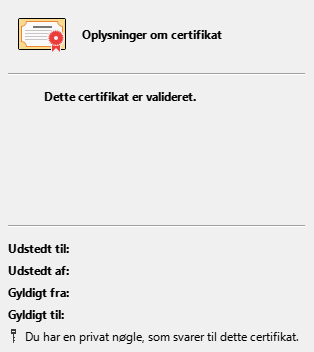 Oplysninger om certifikat
Dette certifikat er valideret.
Udstedt til:
Udstedt af:
Gyldigt fra:
Gyldigt til:
Du har en privat nøgle, som svarer til dette certifikat.